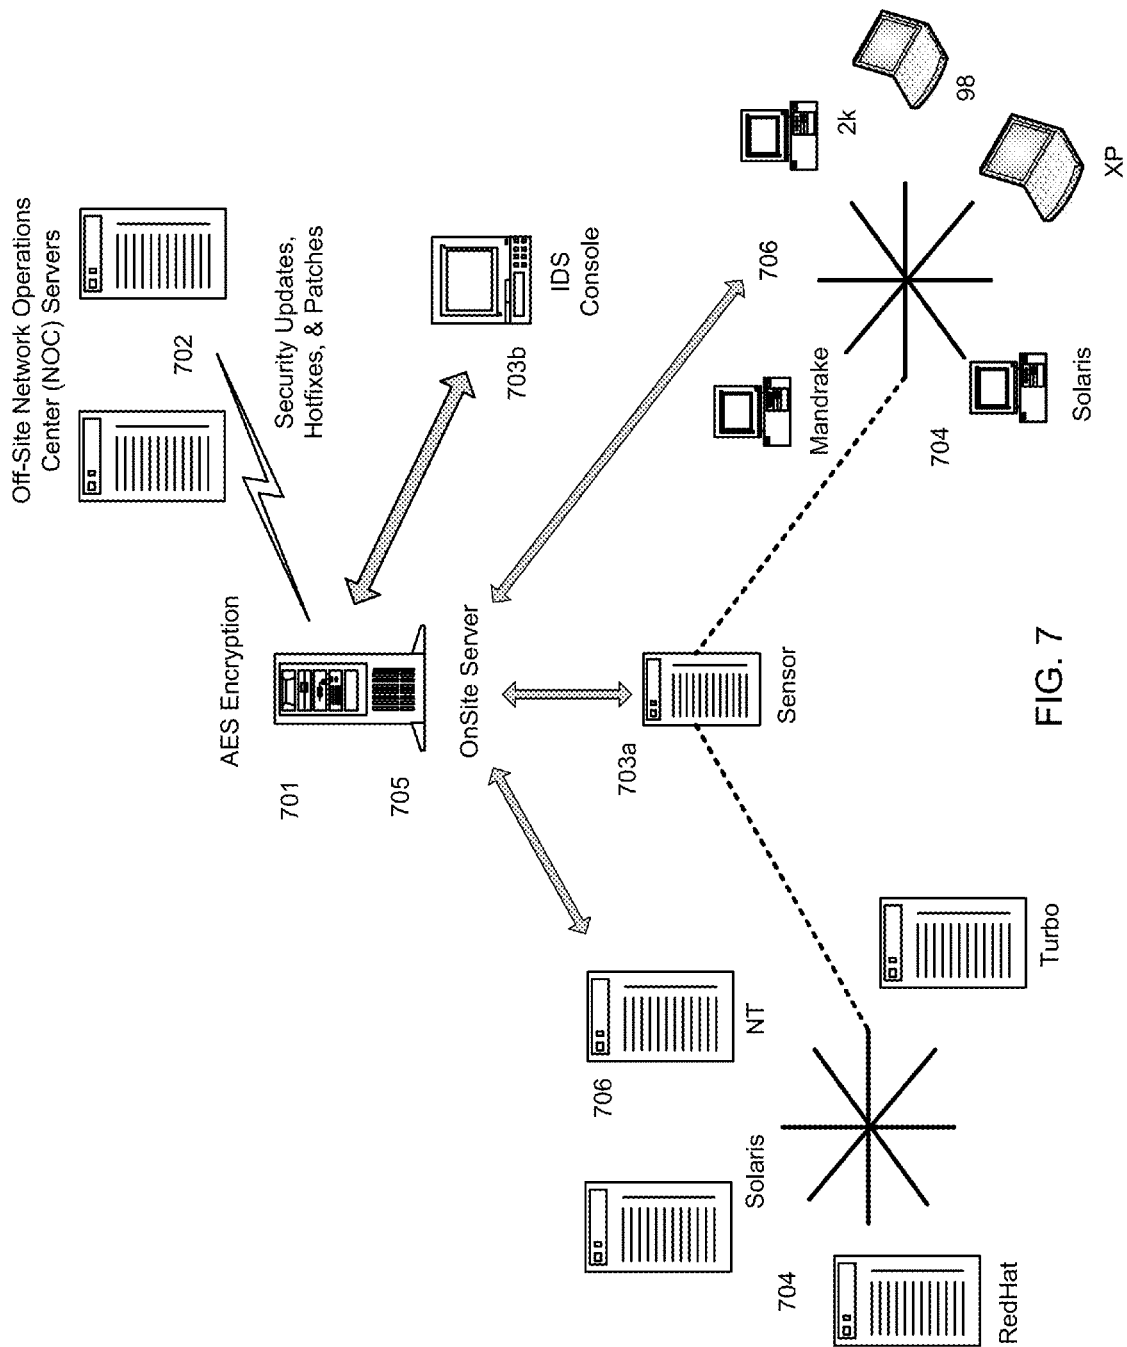 Off-Site Network Operations
Center (NOC) Servers
702
Security Updates,
Hotfixes, & Patches
AES Encryption
701
705
OnSite Server
703b
IDS
Console
706
2k
98
XP
Mandrake
704
Solaris
703a
Sensor
706
NT
Solaris
704
RedHat
Turbo
FIG. 7